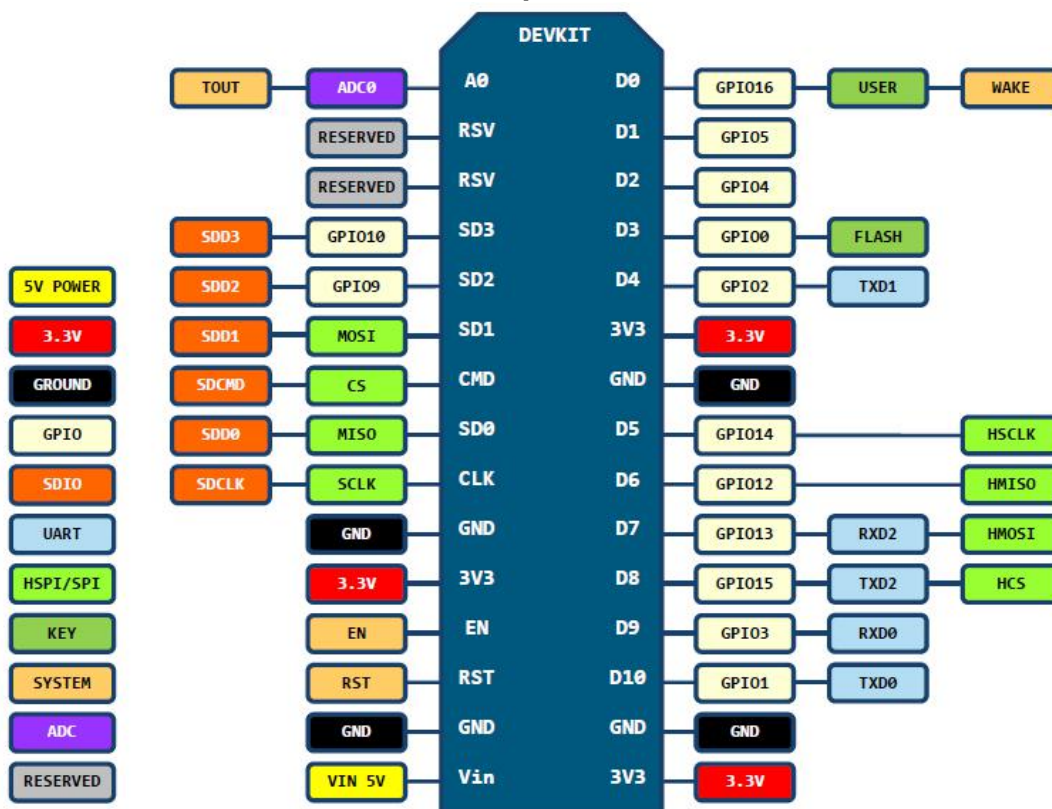 DEVKIT
TOUT ADC0 A0 D0 GPIO16 USER WAKE
RESERVED RSV D1 GPIO5
RESERVED RSV D2 GPIO4
SDD3 GPIO10 SD3 D3 GPIO0 FLASH
5V POWER SDD2 GPIO9 SD2 D4 GPIO2 TXD1
3.3V SDD1 MOSI SD1 3V3 3.3V
GROUND SDCMD CS CMD GND GND
GPIO SDD0 MISO SD0 D5 GPIO14 HSCLK
SDIO SDCLK SCLK CLK D6 GPIO12 HMISO
UART GND GND D7 GPIO13 RXD2 HMOSI
HSPI/SPI 3.3V 3V3 D8 GPIO15 TXD2 HCS
KEY EN EN D9 GPIO3 RXD0
SYSTEM RST RST D10 GPIO1 TXD0
ADC GND GND GND GND
RESERVED VIN 5V Vin 3V3 3.3V